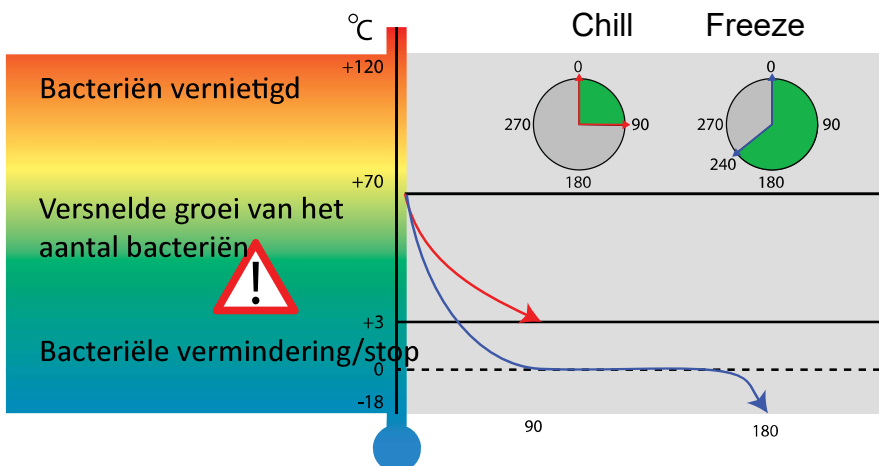 °C
Chill
Freeze
+120
Bacteriën vernietigd
0
270
90
180
0
270
90
240
180
+70
Versnelde groei van het
aantal bacteriën
!
+3
Bacteriële vermindering/stop
0
-18
90
180